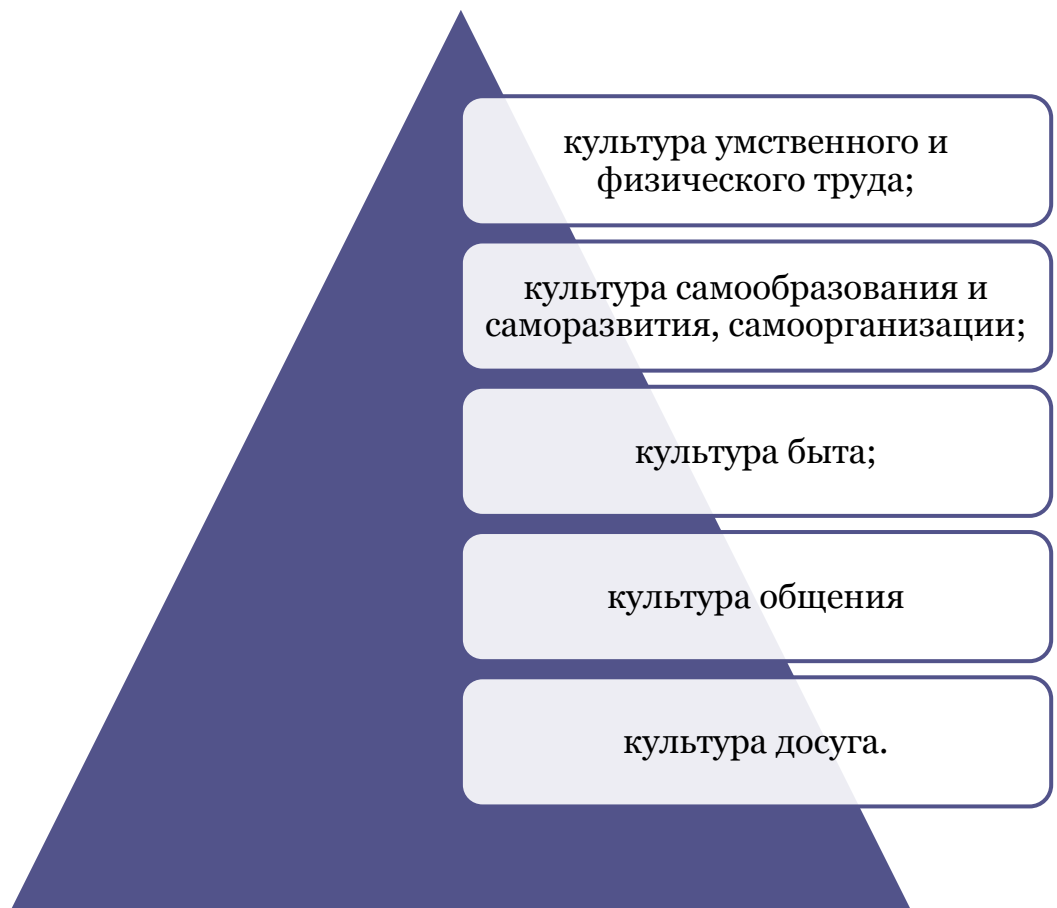 культура умственного и
физического труда;
культура самообразования и
саморазвития, самоорганизации;
культура быта;
культура общения
культура досуга.